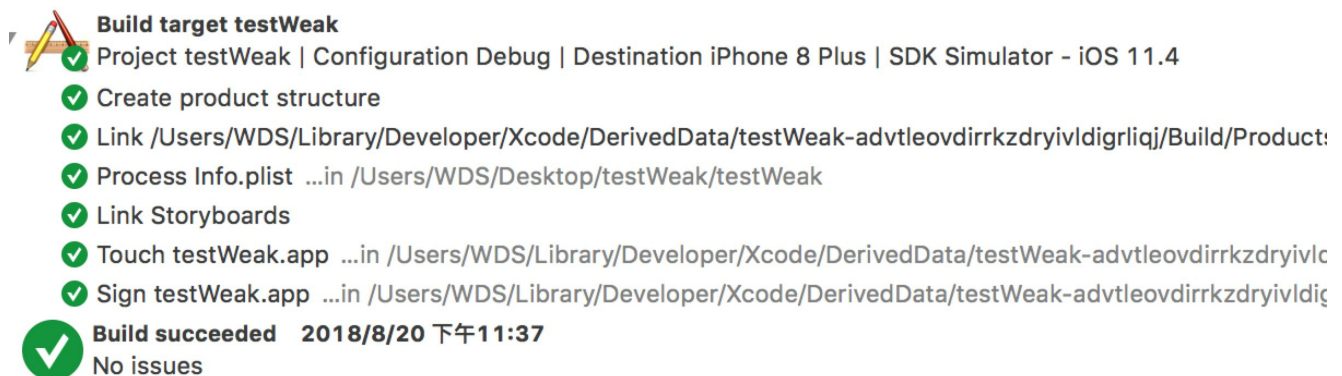 Build target testWeak
Project testWeak | Configuration Debug | Destination iPhone 8 Plus | SDK Simulator - iOS 11.4
Create product structure
Link /Users/WDS/Library/Developer/Xcode/DerivedData/testWeak-advtleovdirrkzdryivldigrliqj/Build/Products
Process Info.plist ...in /Users/WDS/Desktop/testWeak/testWeak
Link Storyboards
Touch testWeak.app ...in /Users/WDS/Library/Developer/Xcode/DerivedData/testWeak-advtleovdirrkzdryivld
Sign testWeak.app ...in /Users/WDS/Library/Developer/Xcode/DerivedData/testWeak-advtleovdirrkzdryivldig
Build succeeded 2018/8/20 下午11:37
No issues